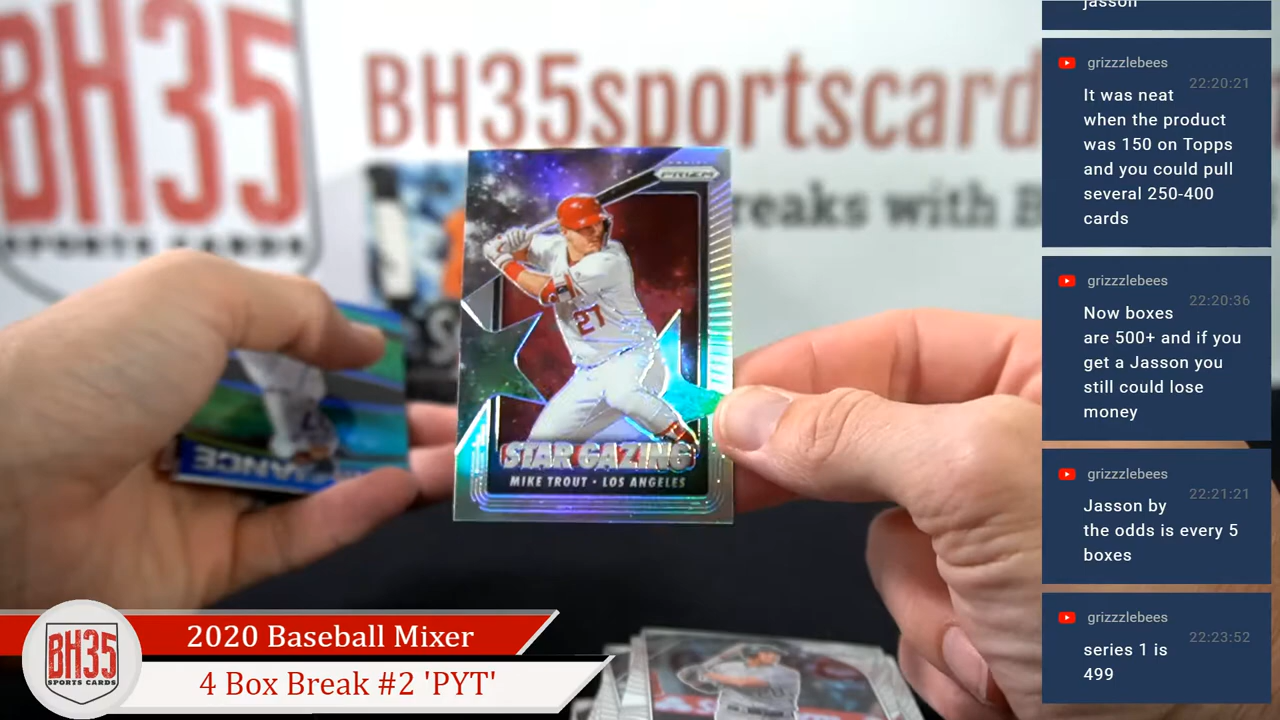 BH35
SPORTS CARDS
BH35sportscard
reaks with B
PRIZM
27
STAR GAZING
MIKE TROUT · LOS ANGELES
BH35
SPORTS CARDS
2020 Baseball Mixer
4 Box Break #2 'PYT'
jasson
grizzzlebees
22:20:21
It was neat
when the product
was 150 on Topps
and you could pull
several 250-400
cards
grizzzlebees
22:20:36
Now boxes
are 500+ and if you
get a Jasson you
still could lose
money
grizzzlebees
22:21:21
Jasson by
the odds is every 5
boxes
grizzzlebees
22:23:52
series 1 is
499